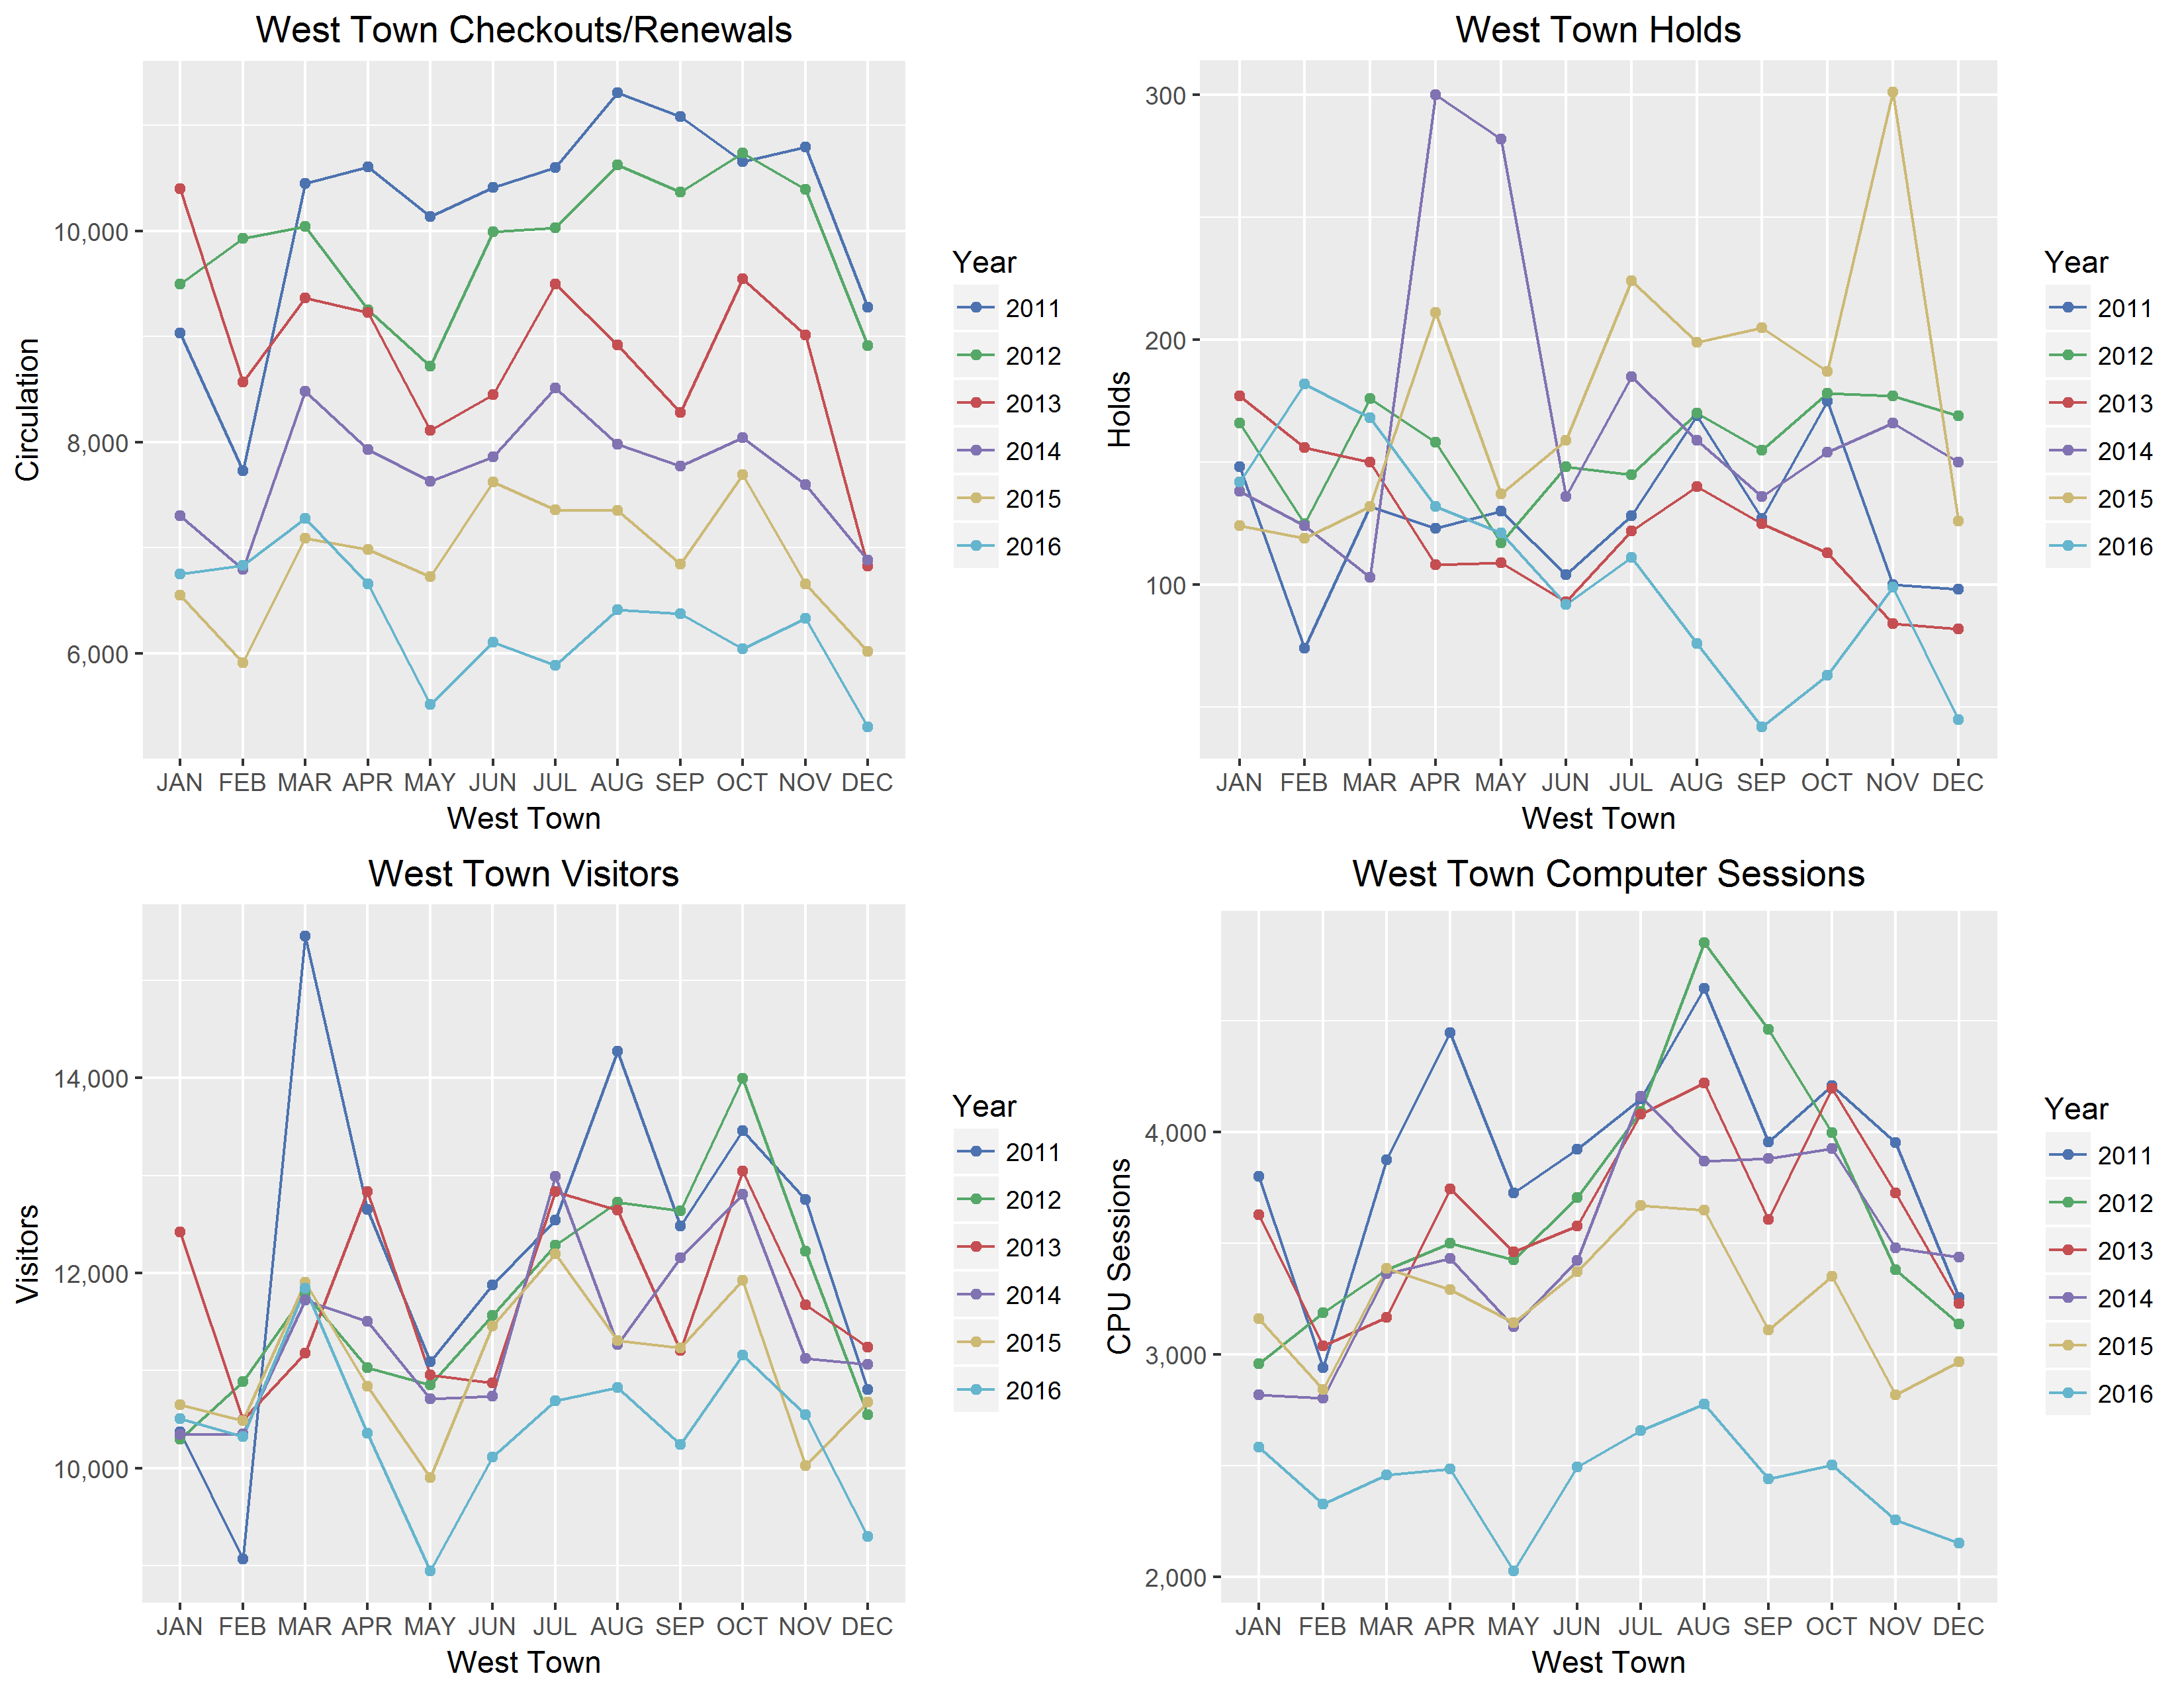 West Town Checkouts/Renewals
Circulation
10,000
8,000
6,000
JAN FEB MAR APR MAY JUN JUL AUG SEP OCT NOV DEC
West Town
Year
2011
2012
2013
2014
2015
2016
West Town Holds
Holds
300
200
100
JAN FEB MAR APR MAY JUN JUL AUG SEP OCT NOV DEC
West Town
Year
2011
2012
2013
2014
2015
2016
West Town Visitors
Visitors
14,000
12,000
10,000
JAN FEB MAR APR MAY JUN JUL AUG SEP OCT NOV DEC
West Town
Year
2011
2012
2013
2014
2015
2016
West Town Computer Sessions
CPU Sessions
4,000
3,000
2,000
JAN FEB MAR APR MAY JUN JUL AUG SEP OCT NOV DEC
West Town
Year
2011
2012
2013
2014
2015
2016